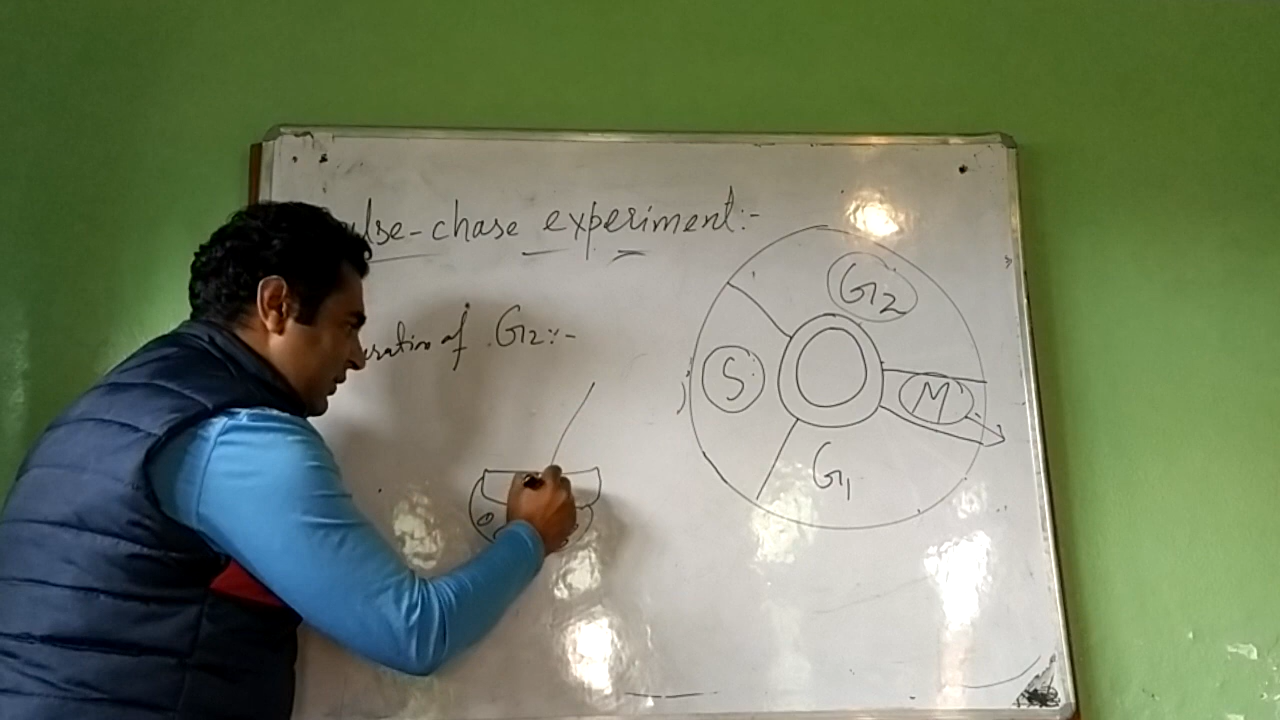 lse-chase experiment:-
ration of G2:-
G2
S
M
G1